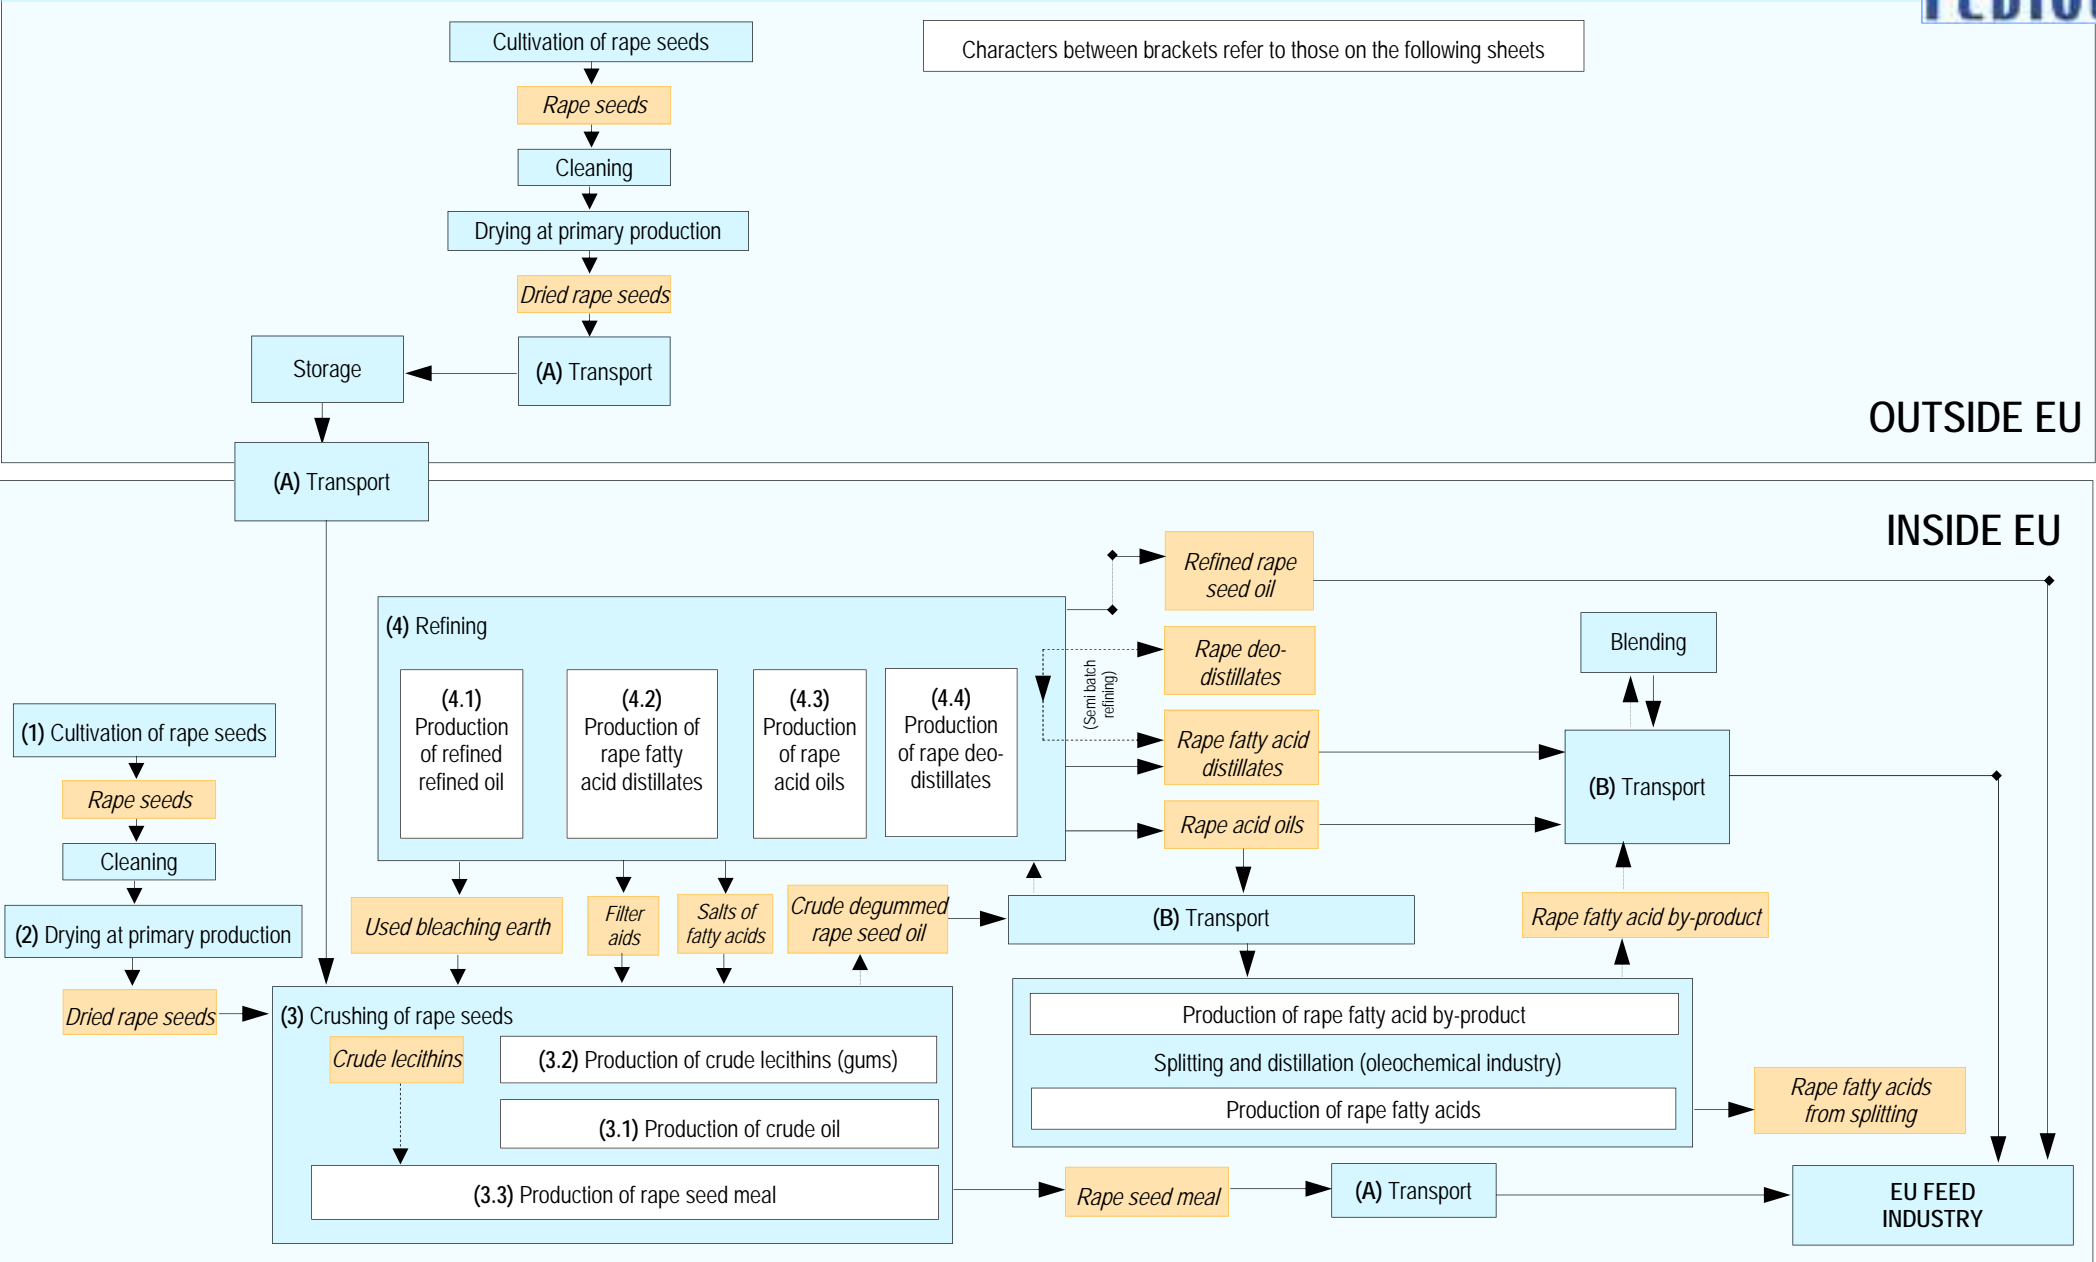 Cultivation of rape seeds
Characters between brackets refer to those on the following sheets
Rape seeds
Cleaning
Drying at primary production
Dried rape seeds
Storage
(A) Transport
OUTSIDE EU
(A) Transport
INSIDE EU
Refined rape
seed oil
(4) Refining
Rape deo-
distillates
Blending
(Semi batch
refining)
(4.1)
Production
of refined
refined oil
(4.2)
Production of
rape fatty
acid distillates
(4.3)
Production
of rape
acid oils
(4.4)
Production
of rape deo-
distillates
(1) Cultivation of rape seeds
Rape fatty acid
distillates
(B) Transport
Rape seeds
Rape acid oils
Cleaning
Used bleaching earth
Filter
aids
Salts of
fatty acids
Crude degummed
rape seed oil
(B) Transport
Rape fatty acid by-product
(2) Drying at primary production
Dried rape seeds
(3) Crushing of rape seeds
Production of rape fatty acid by-product
Crude lecithins
(3.2) Production of crude lecithins (gums)
Splitting and distillation (oleochemical industry)
(3.1) Production of crude oil
Production of rape fatty acids
Rape fatty acids
from splitting
(3.3) Production of rape seed meal
Rape seed meal
(A) Transport
EU FEED
INDUSTRY